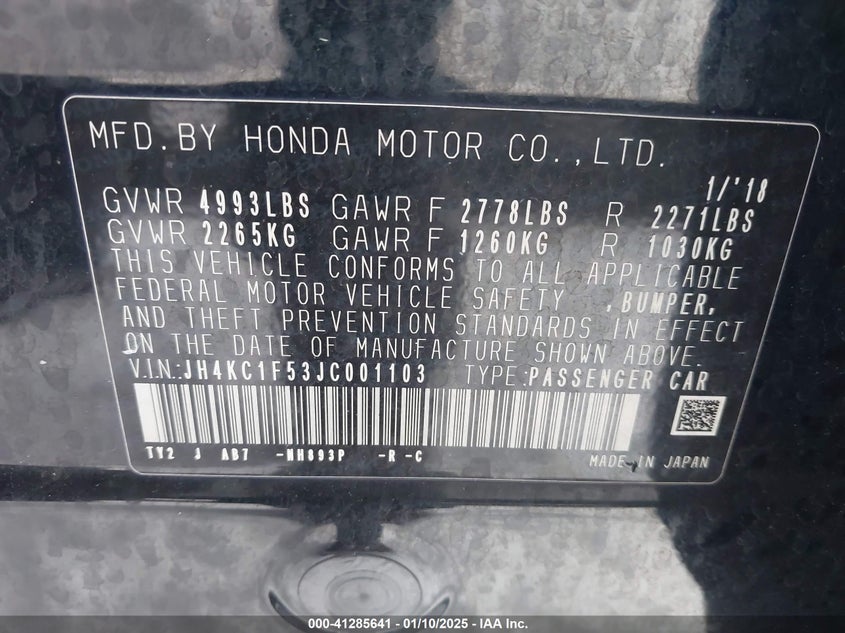 MFD.BY HONDA MOTOR CO.,LTD.
1/'18
GVWR 4993LBS GAWR F 2778LBS R 2271LBS
GVWR 2265KG GAWR F 1260KG R 1030KG
THIS VEHICLE CONFORMS TO ALL APPLICABLE
FEDERAL MOTOR VEHICLE SAFETY , BUMPER,
AND THEFT PREVENTION STANDARDS IN EFFECT
ON THE DATE OF MANUFACTURE SHOWN ABOVE.
V.I.N.:JH4KC1F53JC001103 TYPE:PASSENGER CAR
TY2 J AB7 -NH893P -R -C
MADE IN JAPAN
000-41285641 - 01/10/2025 - IAA Inc.